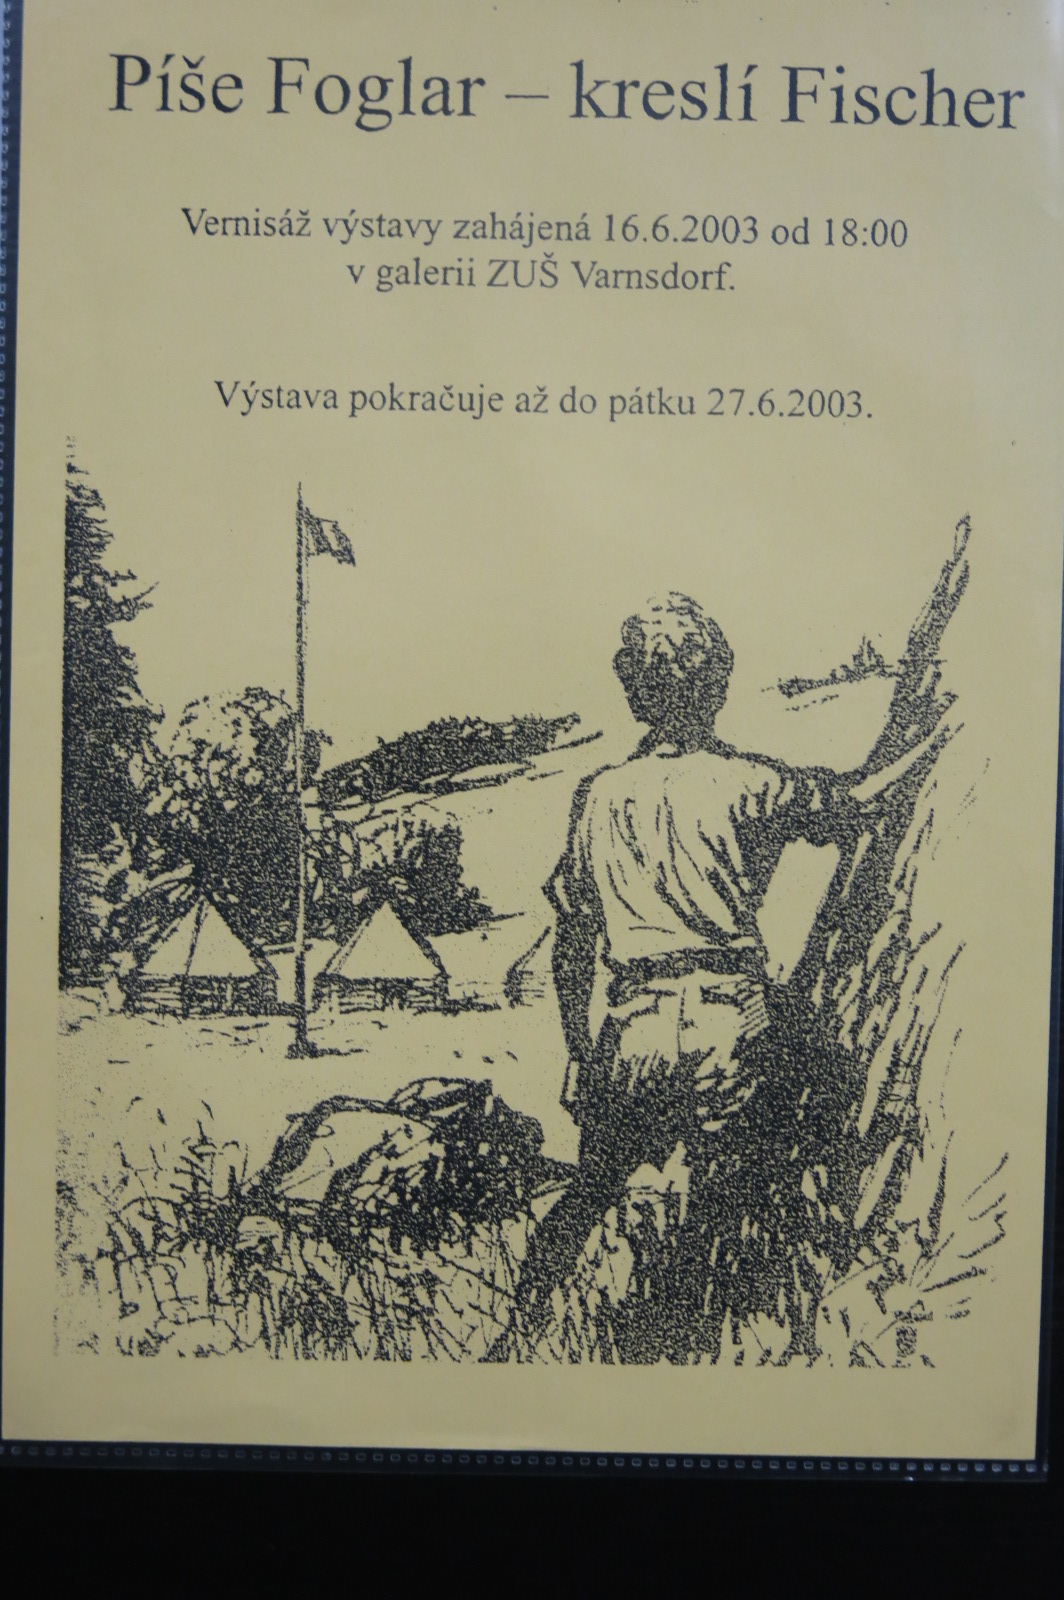 Píše Foglar – kreslí Fischer
Vernisáž výstavy zahájená 16.6.2003 od 18:00
v galerii ZUŠ Varnsdorf.
Výstava pokračuje až do pátku 27.6.2003.